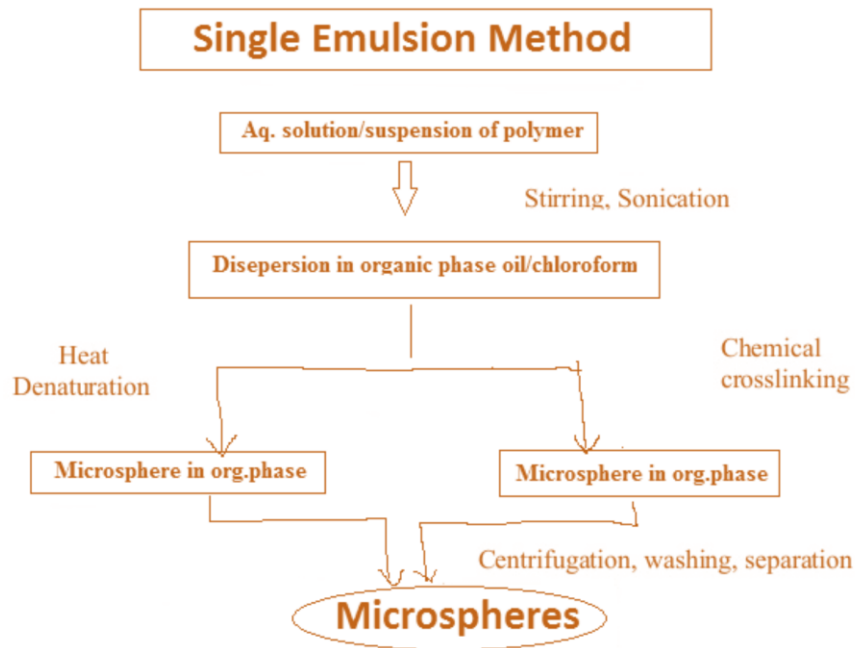 Single Emulsion Method
Aq. solution/suspension of polymer
Stirring, Sonication
Disepersion in organic phase oil/chloroform
Heat
Denaturation
Chemical
crosslinking
Microsphere in org.phase
Microsphere in org.phase
Centrifugation, washing, separation
Microspheres